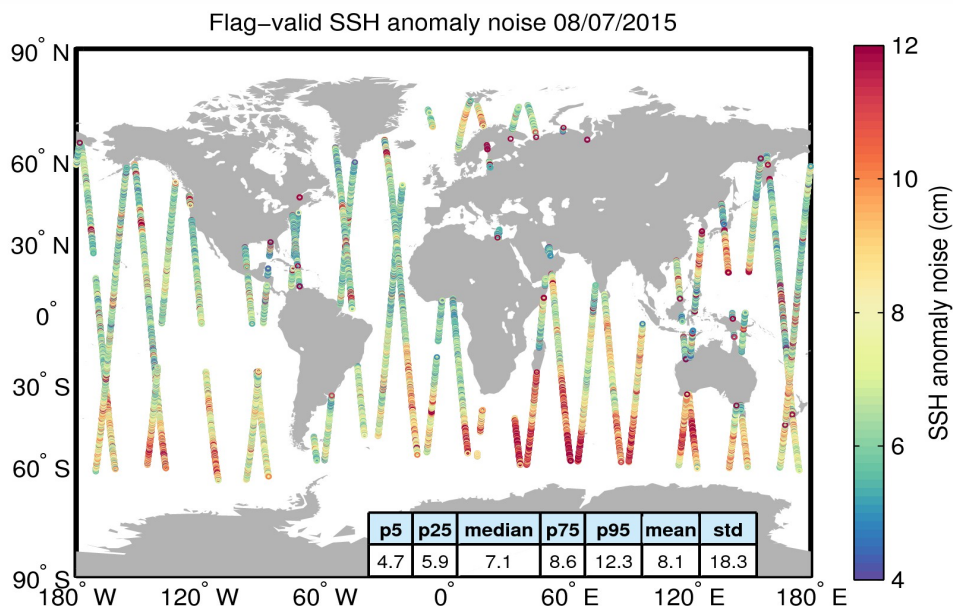 Flag−valid SSH anomaly noise 08/07/2015
90° N
60° N
30° N
0°
30° S
60° S
90° S
180° W 120° W 60° W 0° 60° E 120° E 180° E
p5 p25 median p75 p95 mean std
4.7 5.9 7.1 8.6 12.3 8.1 18.3
12
10
8
6
4
SSH anomaly noise (cm)